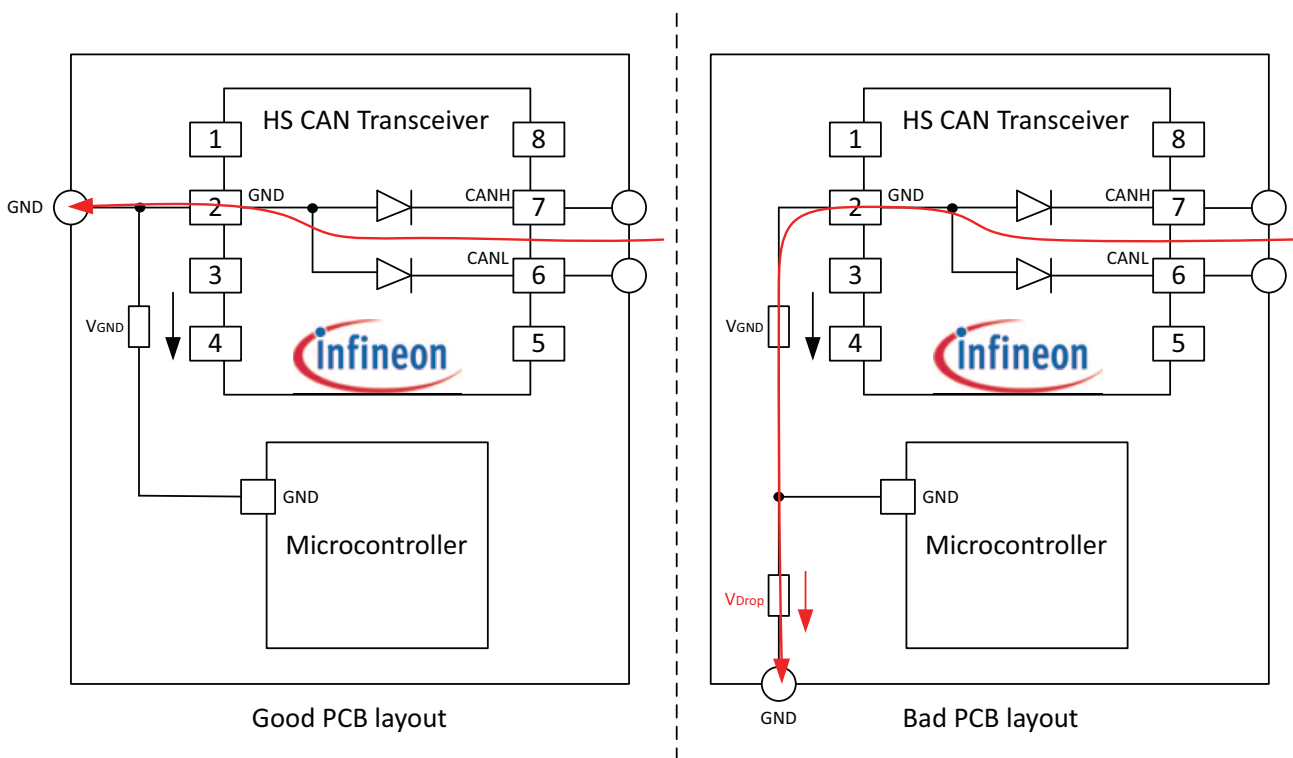 HS CAN Transceiver
1
8
GND
2
GND
CANH
7
CANL
3
6
VGND
4
infineon
5
GND
Microcontroller
Good PCB layout
HS CAN Transceiver
1
8
2
GND
CANH
7
CANL
3
6
VGND
4
infineon
5
GND
Microcontroller
VDrop
GND
Bad PCB layout